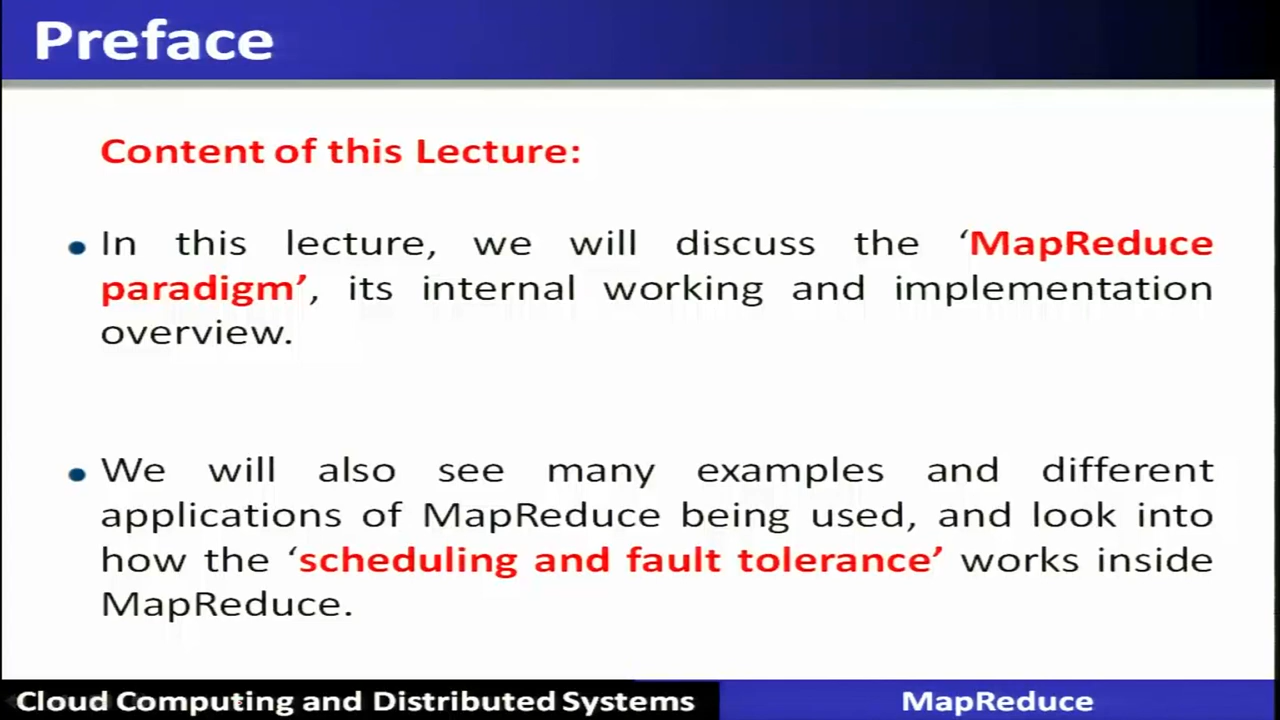 Preface
Content of this Lecture:
• In this lecture, we will discuss the ‘MapReduce
paradigm’, its internal working and implementation
overview.
• We will also see many examples and different
applications of MapReduce being used, and look into
how the ‘scheduling and fault tolerance’ works inside
MapReduce.
Cloud Computing and Distributed Systems
MapReduce